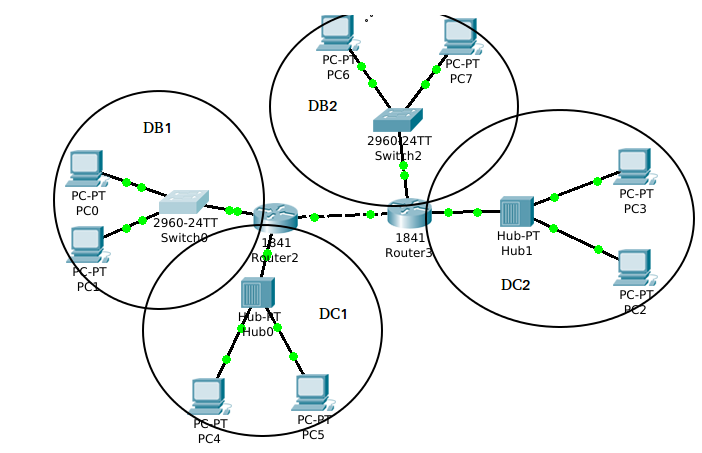 PC-PT
PC6
PC-PT
PC7
DB2
2960-24TT
Switch2
DB1
PC-PT
PC0
2960-24TT
Switch0
PC-PT
PC1
1841
Router2
1841
Router3
PC-PT
PC3
Hub-PT
Hub1
DC2
PC-PT
PC2
Hub-PT
Hub0
DC1
PC-PT
PC4
PC-PT
PC5